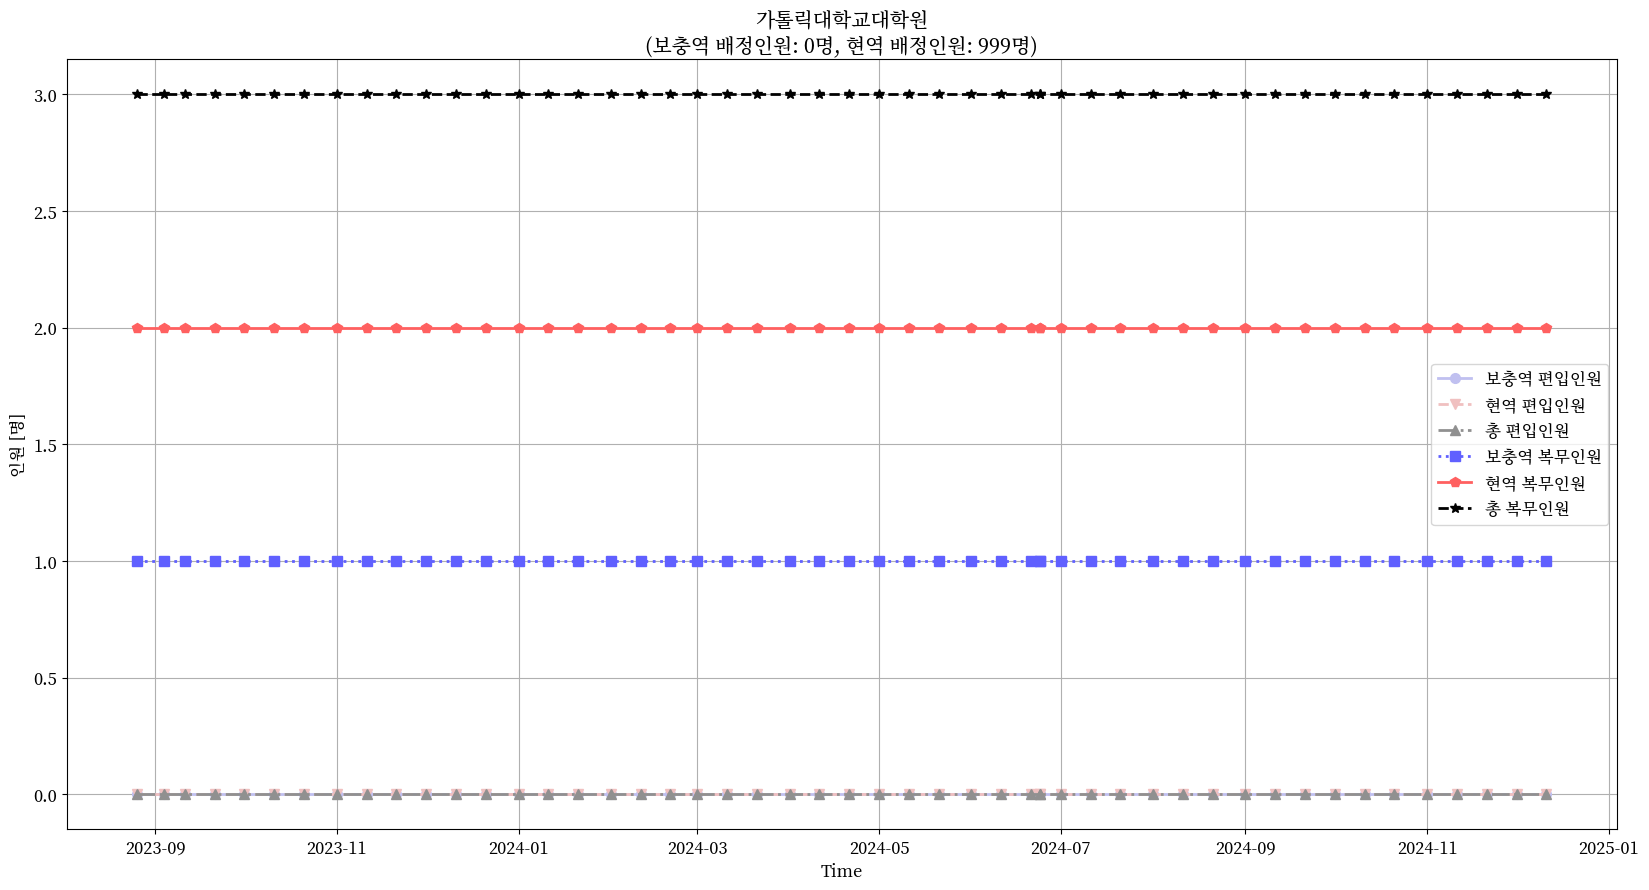 가톨릭대학교대학원
(보충역 배정인원: 0명, 현역 배정인원: 999명)
인원 [명]
3.0
2.5
2.0
1.5
1.0
0.5
0.0
보충역 편입인원
현역 편입인원
총 편입인원
보충역 복무인원
현역 복무인원
총 복무인원
2023-09 2023-11 2024-01 2024-03 2024-05 2024-07 2024-09 2024-11 2025-01
Time